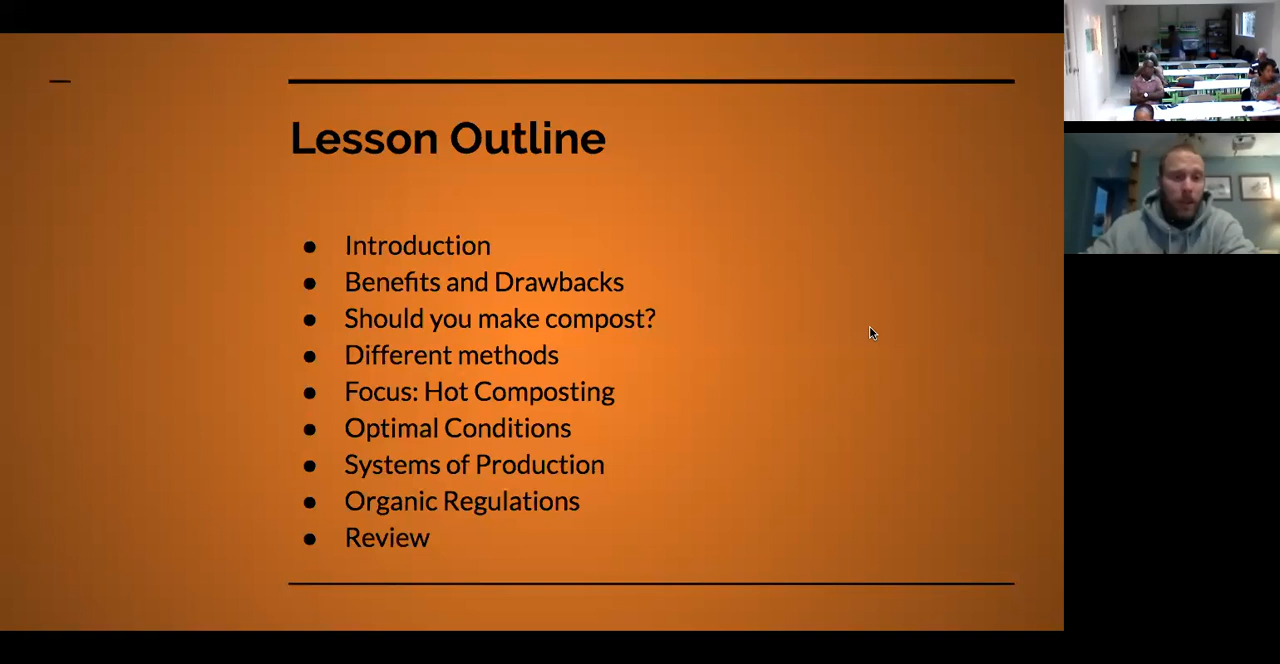 Lesson Outline
● Introduction
● Benefits and Drawbacks
● Should you make compost?
● Different methods
● Focus: Hot Composting
● Optimal Conditions
● Systems of Production
● Organic Regulations
● Review